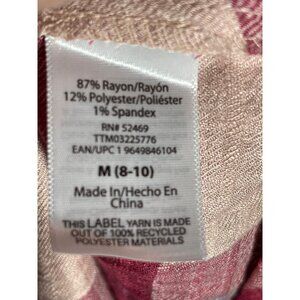 87% Rayon/Rayón
12% Polyester/Poliéster
1% Spandex
RN# 52469
TTM03225776
EAN/UPC 1 9649846104
M (8-10)
Made In/Hecho En
China
THIS LABEL YARN IS MADE
OUT OF 100% RECYCLED
POLYESTER MATERIALS